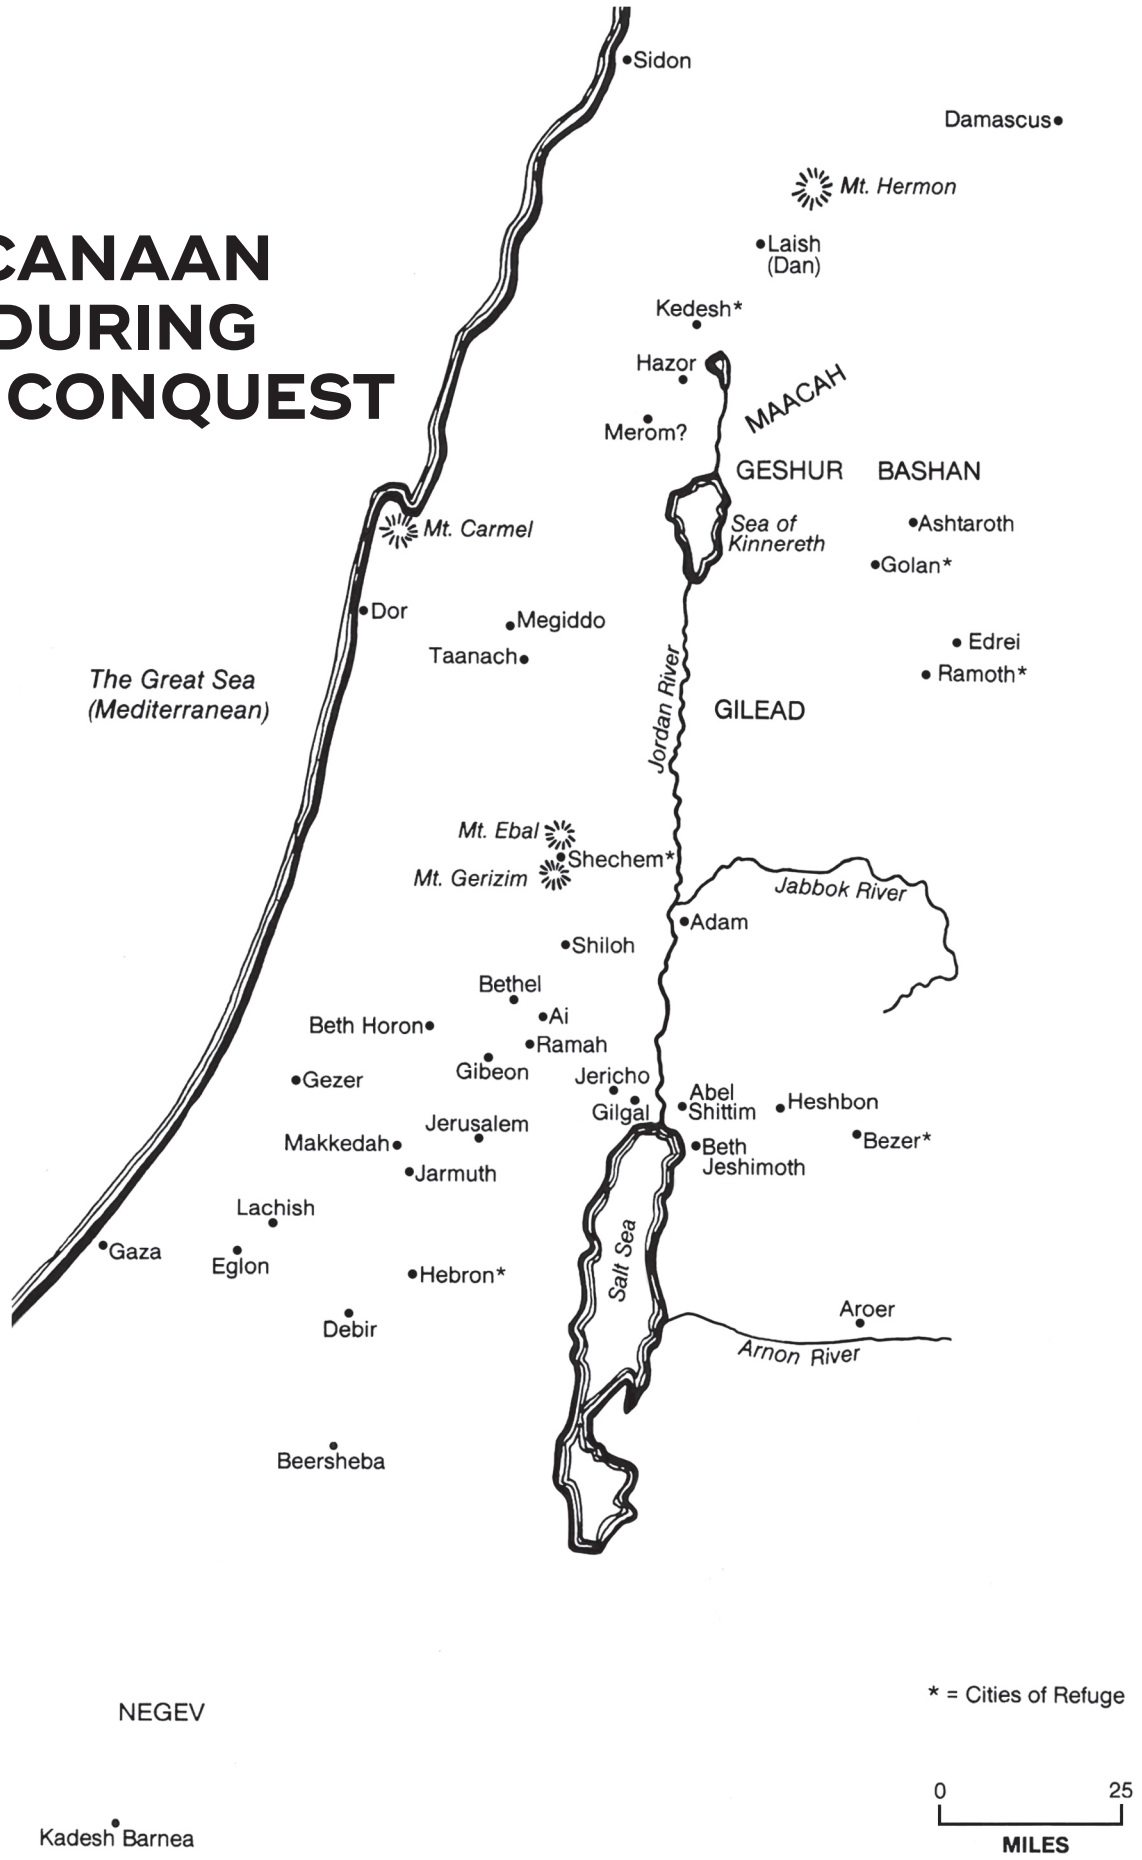 Sidon
Damascus
Mt. Hermon
CANAAN
DURING
CONQUEST
Laish
(Dan)
Kedesh*
Hazor
MAACAH
Merom?
GESHUR
BASHAN
Sea of
Kinnereth
Ashtaroth
Mt. Carmel
Golan*
Dor
Megiddo
Taanach
Edrei
Ramoth*
The Great Sea
(Mediterranean)
Jordan River
GILEAD
Mt. Ebal
Shechem*
Mt. Gerizim
Jabbok River
Adam
Shiloh
Bethel
Ai
Beth Horon
Ramah
Gibeon
Jericho
Gezer
Gilgal
Abel
Shittim
Heshbon
Jerusalem
Makkedah
Bezer*
Beth
Jeshimoth
Jarmuth
Lachish
Gaza
Eglon
Salt Sea
Hebron*
Debir
Aroer
Arnon River
Beersheba
* = Cities of Refuge
NEGEV
0 25
MILES
Kadesh Barnea